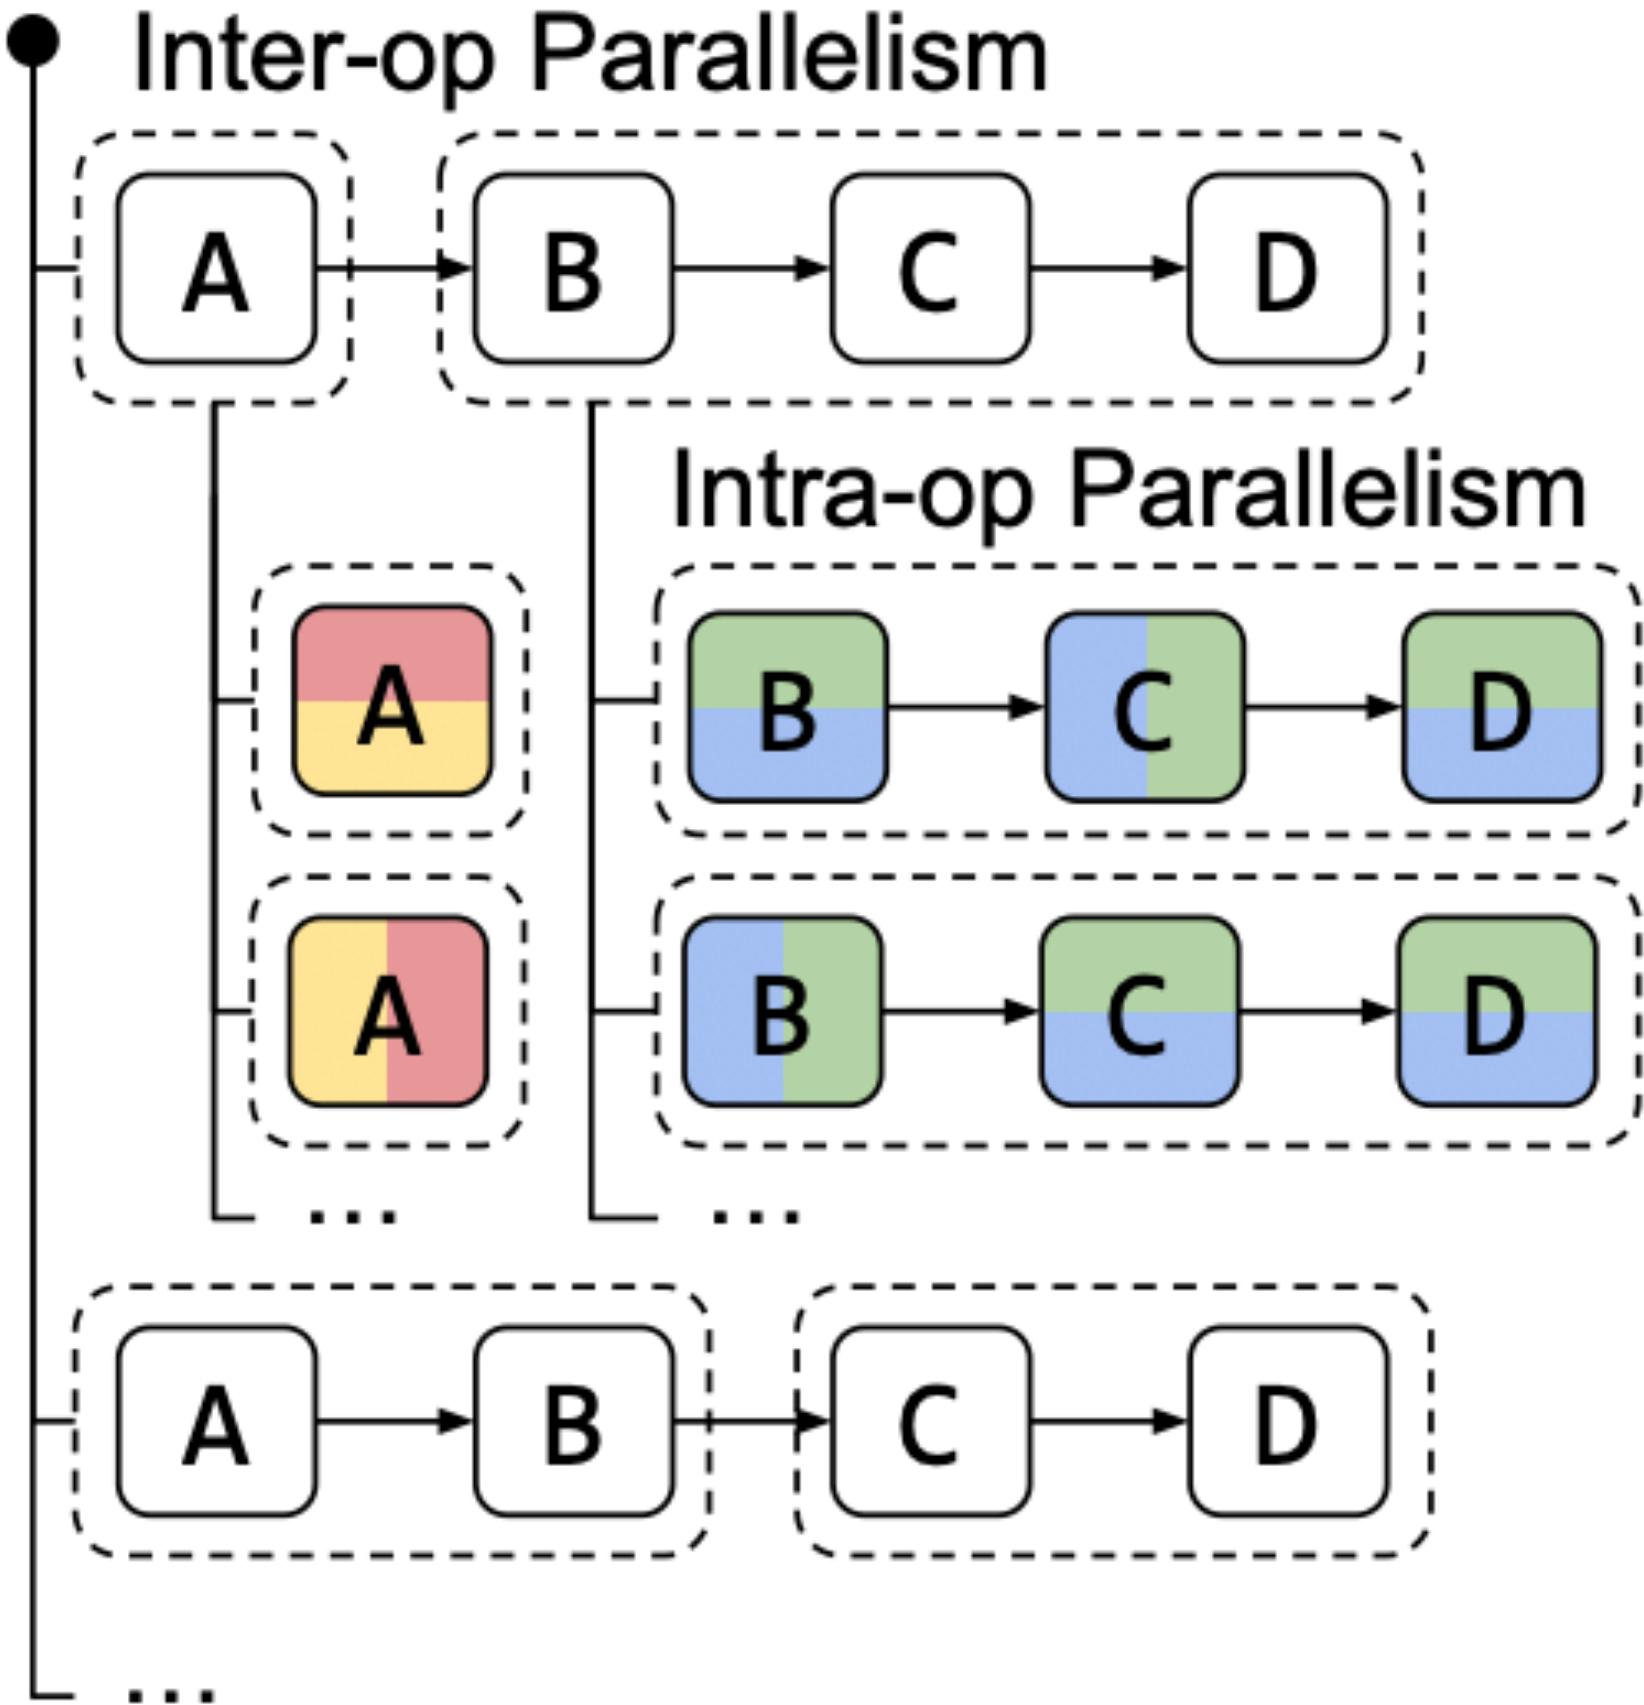 Inter-op Parallelism
A B C D
Intra-op Parallelism
A B C D
A B C D
... ...
A B C D
...